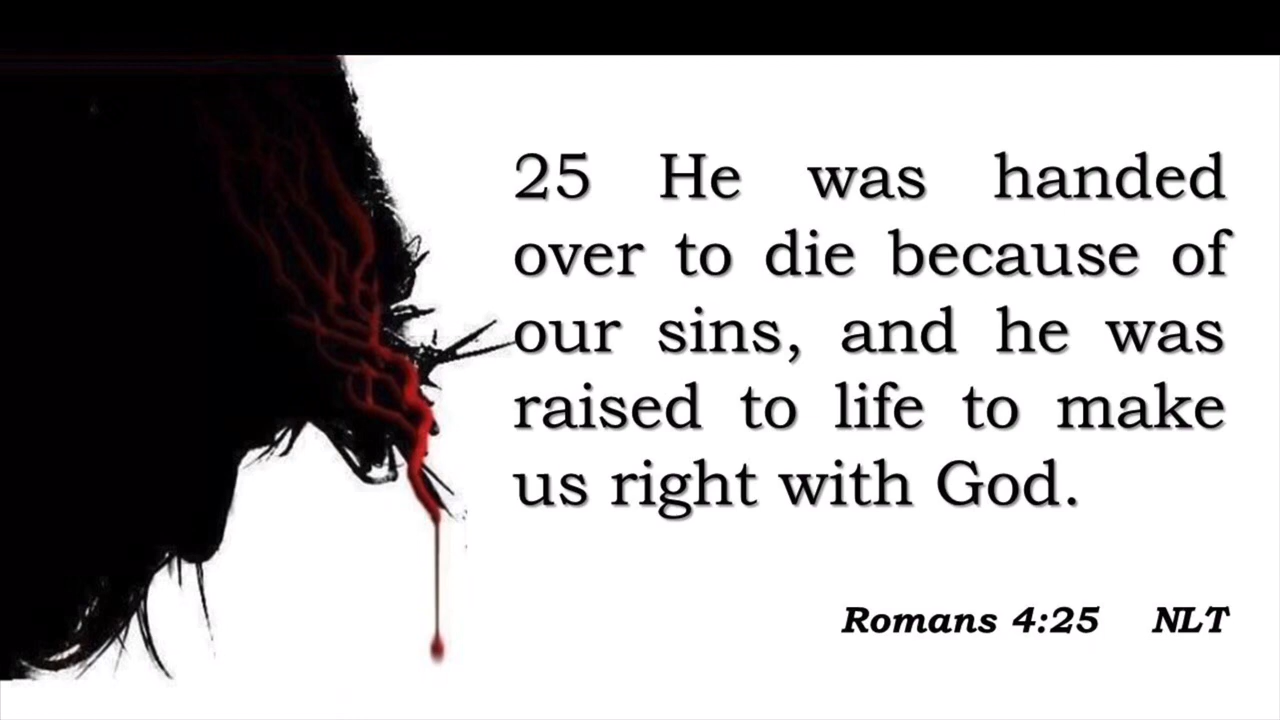 25 He was handed
over to die because of
our sins, and he was
raised to life to make
us right with God.
Romans 4:25 NLT